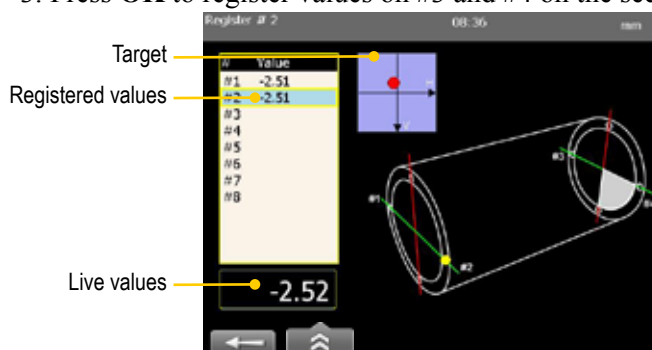 5. Press OK to register values on #3 and #4 on the sec
Register # 2 08:36 mm
Target
Registered values
Live values
# Value
#1 -2.51
#2 -2.51
#3
#4
#5
#6
#7
#8
-2.52
H
V
#1
#2
#3